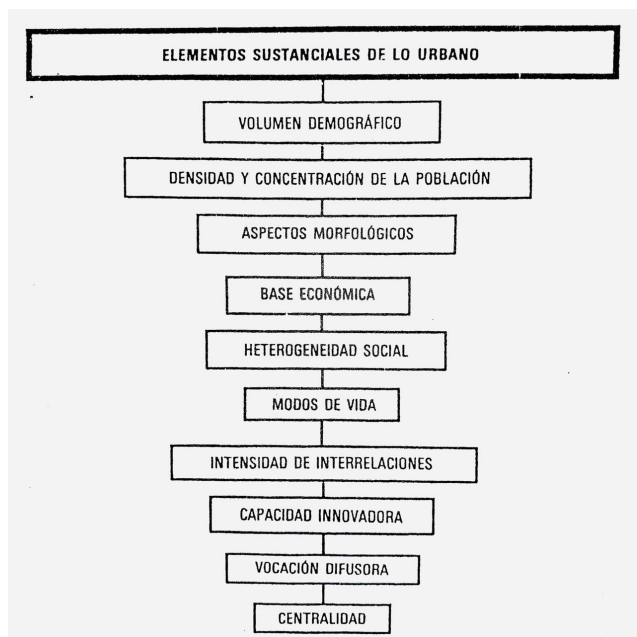 ELEMENTOS SUSTANCIALES DE LO URBANO
VOLUMEN DEMOGRÁFICO
DENSIDAD Y CONCENTRACIÓN DE LA POBLACIÓN
ASPECTOS MORFOLÓGICOS
BASE ECONÓMICA
HETEROGENEIDAD SOCIAL
MODOS DE VIDA
INTENSIDAD DE INTERRELACIONES
CAPACIDAD INNOVADORA
VOCACIÓN DIFUSORA
CENTRALIDAD